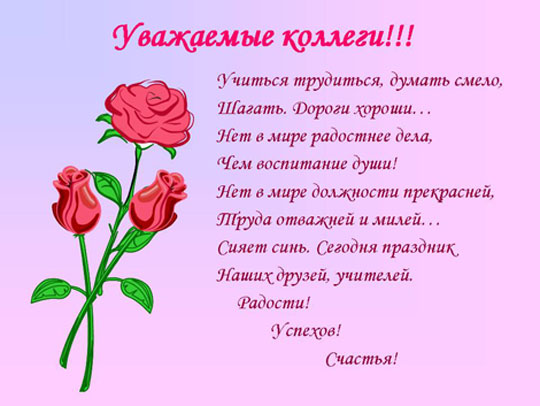 Уважаемые коллеги!!!
Учиться трудиться, думать смело,
Шагать. Дороги хороши...
Нет в мире радостнее дела,
Чем воспитание души!
Нет в мире должности прекрасней,
Труда отважней и милей...
Сияет синь. Сегодня праздник
Наших друзей, учителей.
Радости!
Успехов!
Счастья!